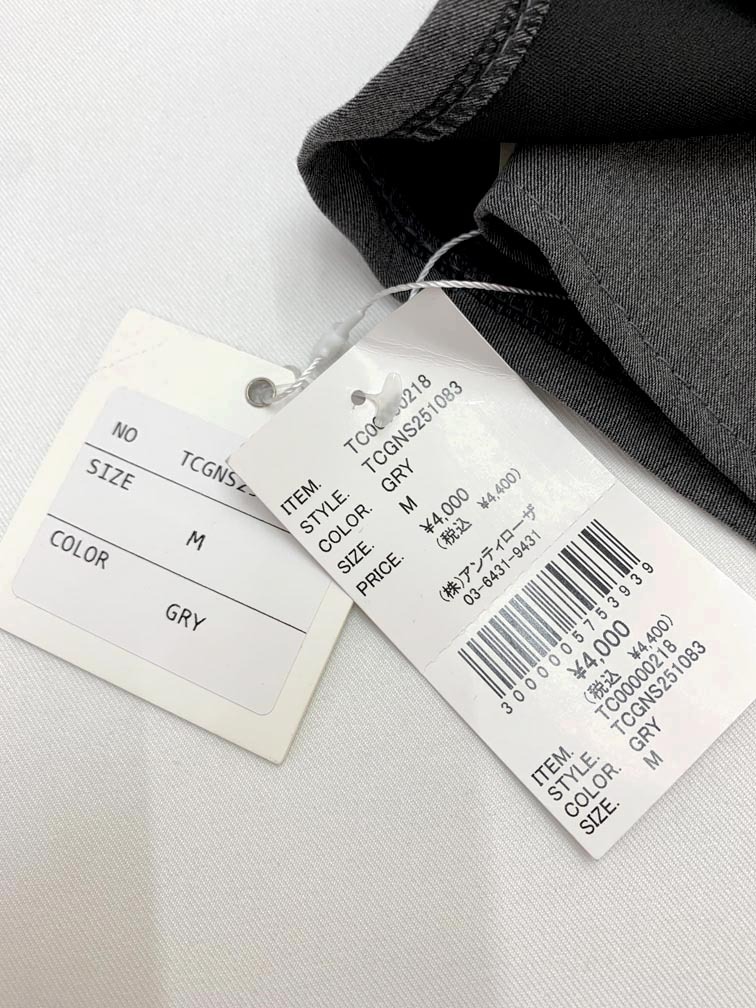 NO TCGNS2
SIZE
M
COLOR
GRY
ITEM. TC00000218
STYLE. TCGNS251083
COLOR. GRY
SIZE. M
PRICE. ¥4,000
(税込 ¥4,400)
(株)アンティローザ
03-6431-9431
3000005753939
¥4,000
(税込 ¥4,400)
ITEM. TC00000218
STYLE. TCGNS251083
COLOR. GRY
SIZE. M